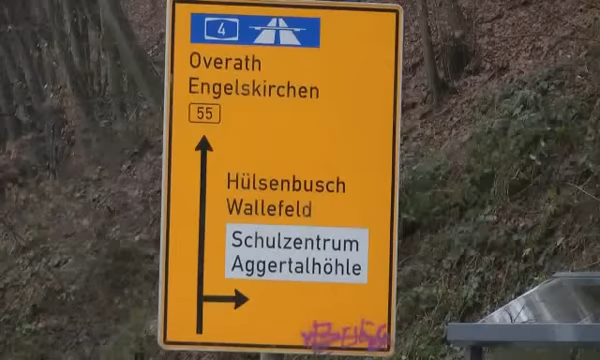 4
Overath
Engelskirchen
55
Hülsenbusch
Wallefeld
Schulzentrum
Aggertalhöhle